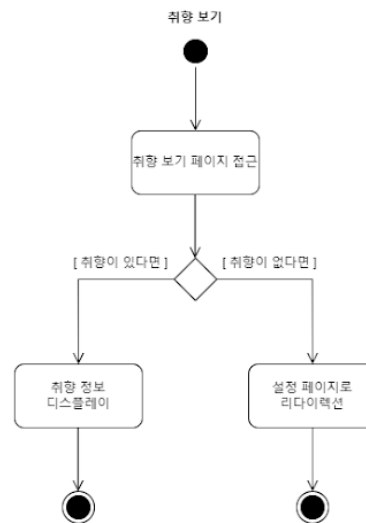 취향 보기
취향 보기 페이지 접근
[ 취향이 있다면 ]
[ 취향이 없다면 ]
취향 정보
디스플레이
설정 페이지로
리다이렉션